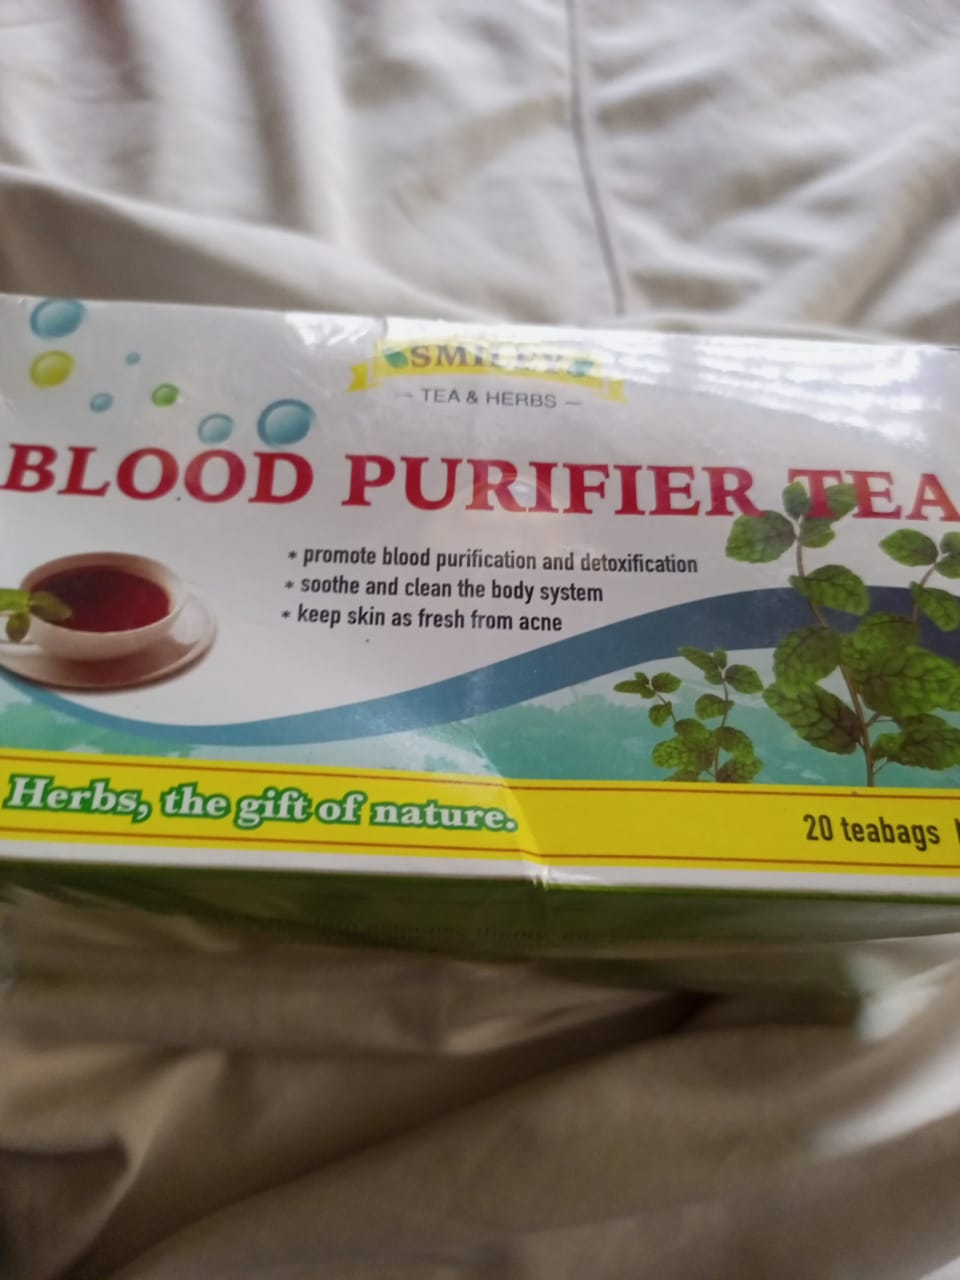 SMILEY
TEA & HERBS
BLOOD PURIFIER TEA
* promote blood purification and detoxification
* soothe and clean the body system
* keep skin as fresh from acne
Herbs, the gift of nature.
20 teabags